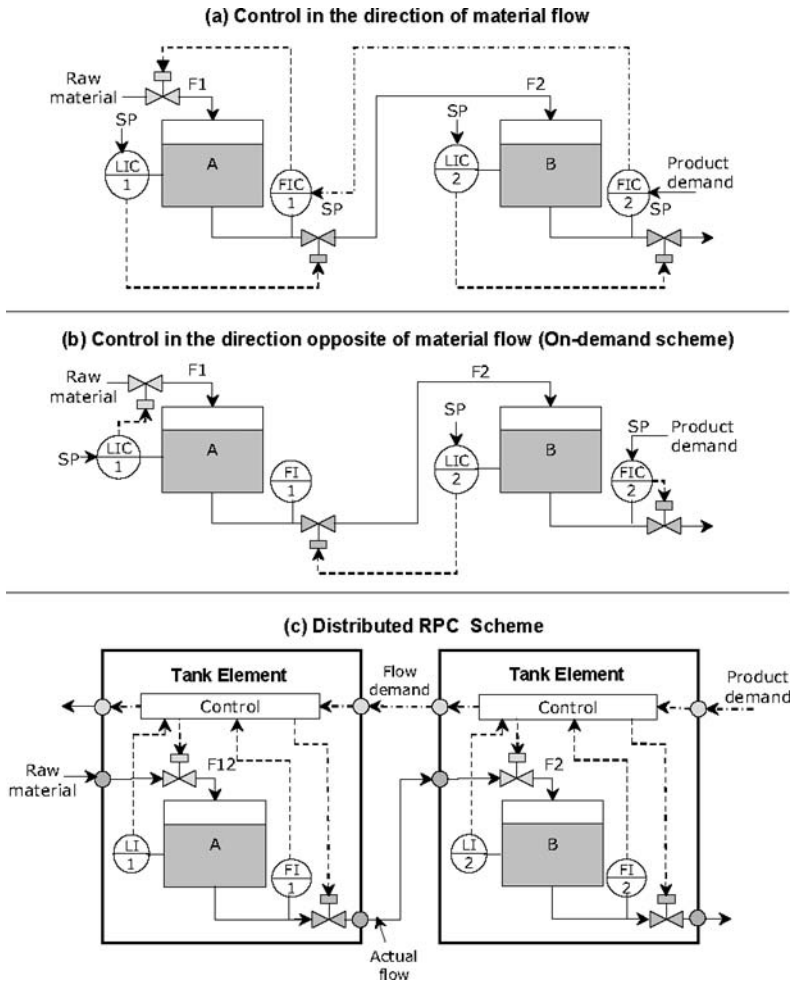 (a) Control in the direction of material flow
Raw
material
F1
F2
SP
SP
LIC
1
A
FIC
1
SP
LIC
2
B
FIC
2
SP
Product
demand
(b) Control in the direction opposite of material flow (On-demand scheme)
Raw
material
F1
F2
SP
SP
Product
demand
SP
LIC
1
A
FI
1
LIC
2
B
FIC
2
(c) Distributed RPC Scheme
Tank Element
Flow
demand
Tank Element
Product
demand
Control
Control
Raw
material
F12
F2
LI
1
A
FI
1
LI
2
B
FI
2
Actual
flow